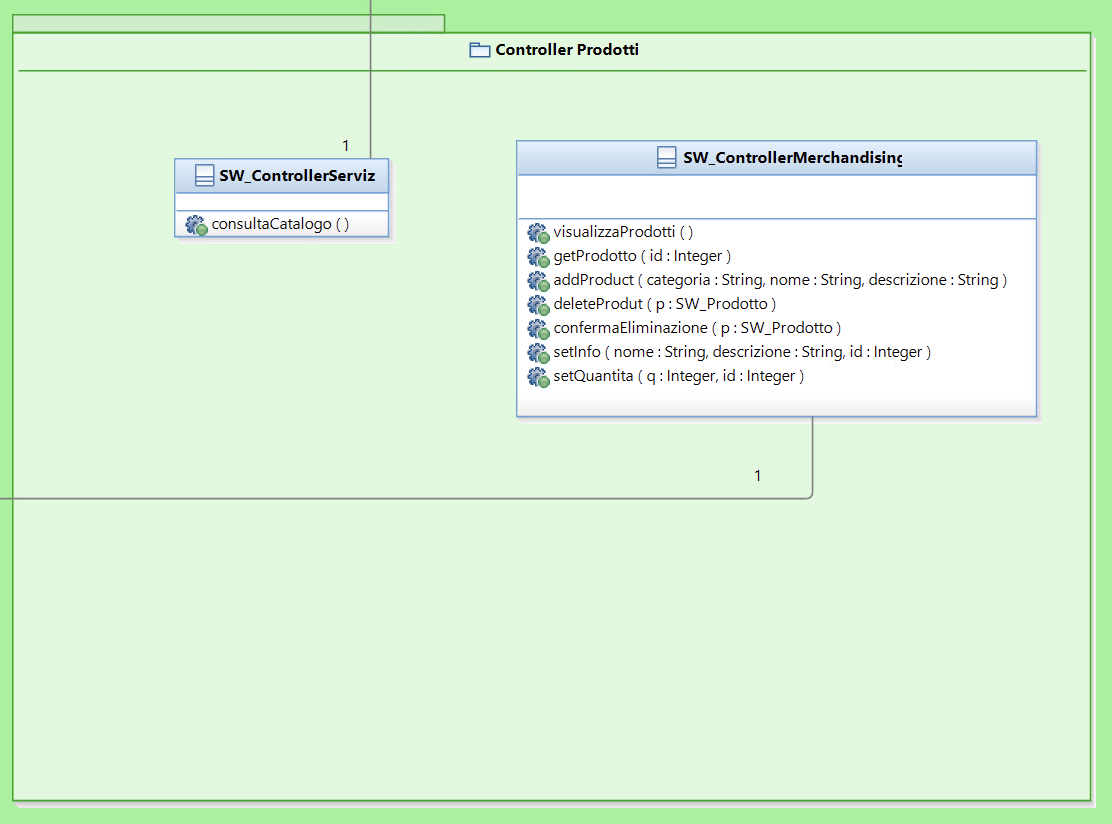 Controller Prodotti
1
SW_ControllerServiz
consultaCatalogo ( )
SW_ControllerMerchandising
visualizzaProdotti ( )
getProdotto ( id : Integer )
addProduct ( categoria : String, nome : String, descrizione : String )
deleteProdut ( p : SW_Prodotto )
confermaEliminazione ( p : SW_Prodotto )
setInfo ( nome : String, descrizione : String, id : Integer )
setQuantita ( q : Integer, id : Integer )
1